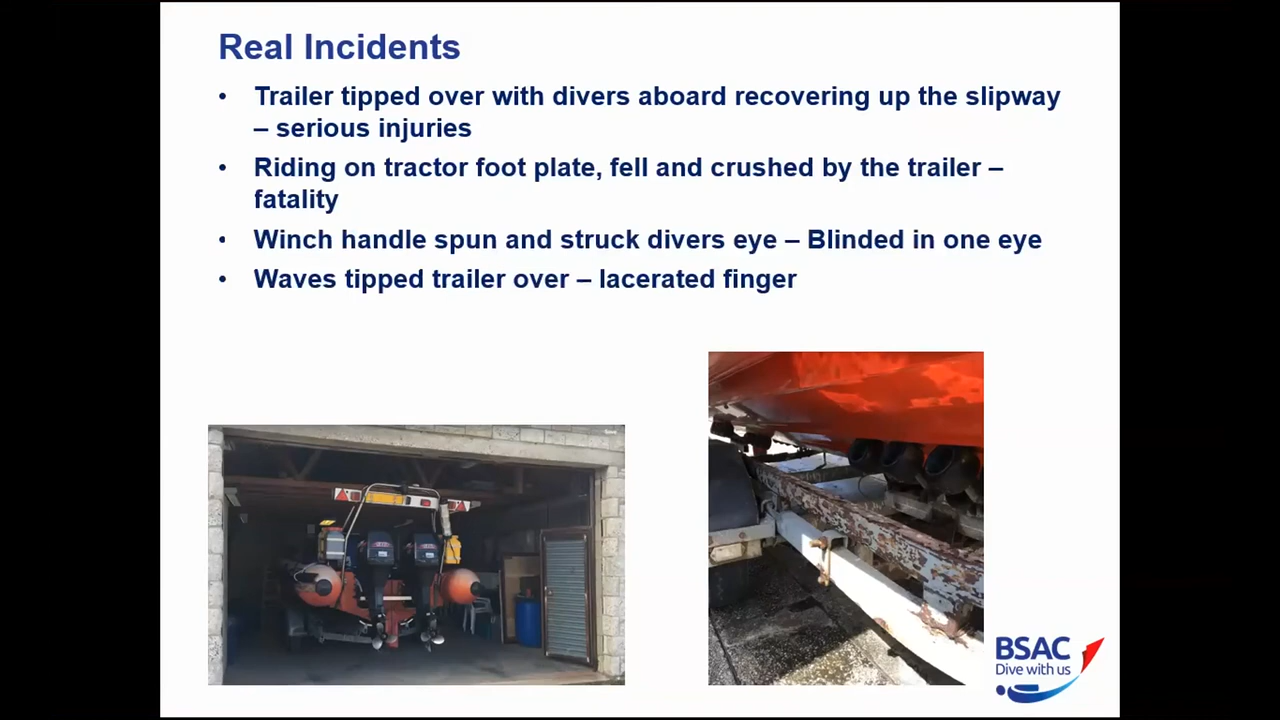 Real Incidents
• Trailer tipped over with divers aboard recovering up the slipway
– serious injuries
• Riding on tractor foot plate, fell and crushed by the trailer –
fatality
• Winch handle spun and struck divers eye – Blinded in one eye
• Waves tipped trailer over – lacerated finger
BSAC
Dive with us